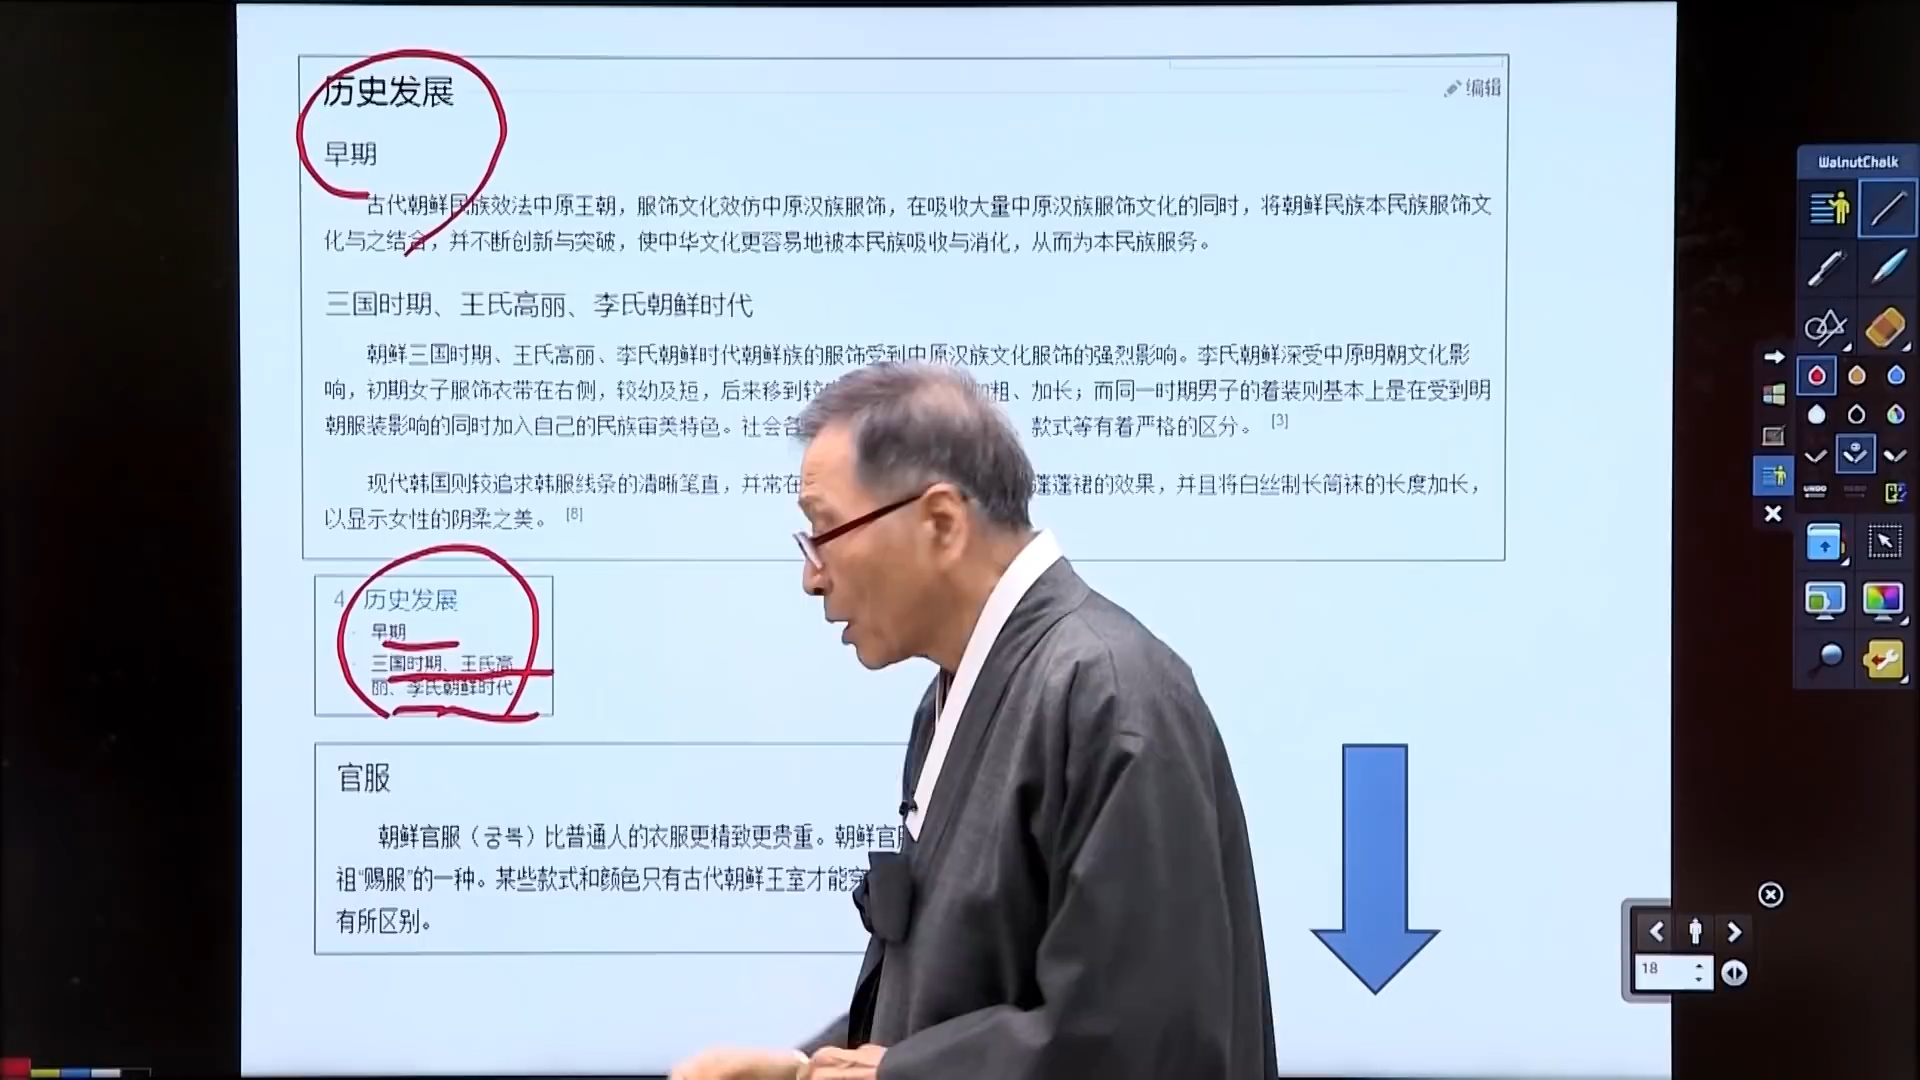 历史发展
编辑
早期
古代朝鲜民族效法中原王朝，服饰文化效仿中原汉族服饰，在吸收大量中原汉族服饰文化的同时，将朝鲜民族本民族服饰文
化与之结合，并不断创新与突破，使中华文化更容易地被本民族吸收与消化，从而为本民族服务。
三国时期、王氏高丽、李氏朝鲜时代
朝鲜三国时期、王氏高丽、李氏朝鲜时代朝鲜族的服饰受到中原汉族文化服饰的强烈影响。李氏朝鲜深受中原明朝文化影
响，初期女子服饰衣带在右侧，较幼及短，后来移到较 粗、加长；而同一时期男子的着装则基本上是在受到明
朝服装影响的同时加入自己的民族审美特色。社会各 款式等有着严格的区分。 [3]
现代韩国则较追求韩服线条的清晰笔直，并常在 蓬蓬裙的效果，并且将白丝制长筒袜的长度加长，
以显示女性的阴柔之美。 [8]
4 历史发展
· 早期
· 三国时期、王氏高
丽、李氏朝鲜时代
官服
朝鲜官服（궁복）比普通人的衣服更精致更贵重。朝鲜官服
祖“赐服”的一种。某些款式和颜色只有古代朝鲜王室才能穿
有所区别。
WalnutChalk
UNDO
18